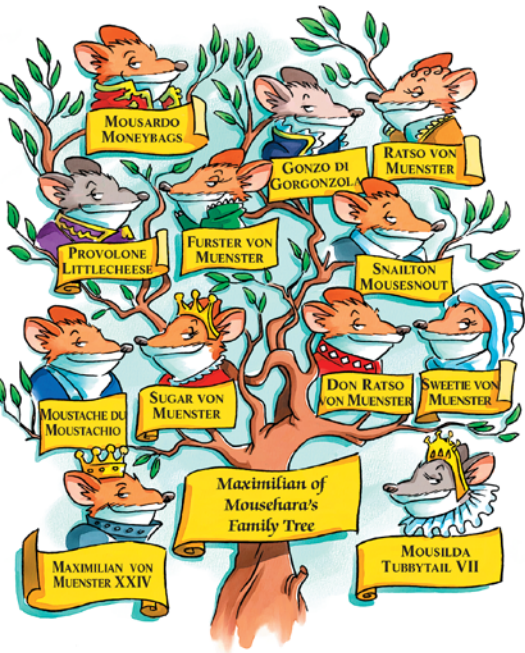 MOUSARDO
MONEYBAGS
GONZO DI
GORGONZOLA
RATSO VON
MUENSTER
PROVOLONE
LITTLECHEESE
FURSTER VON
MUENSTER
SNAILTON
MOUSESNOUT
MOUSTACHE DU
MOUSTACHIO
SUGAR VON
MUENSTER
DON RATSO
VON MUENSTER
SWEETIE VON
MUENSTER
Maximilian of
Mousehara's
Family Tree
MAXIMILIAN VON
MUENSTER XXIV
MOUSILDA
TUBBYTAIL VII